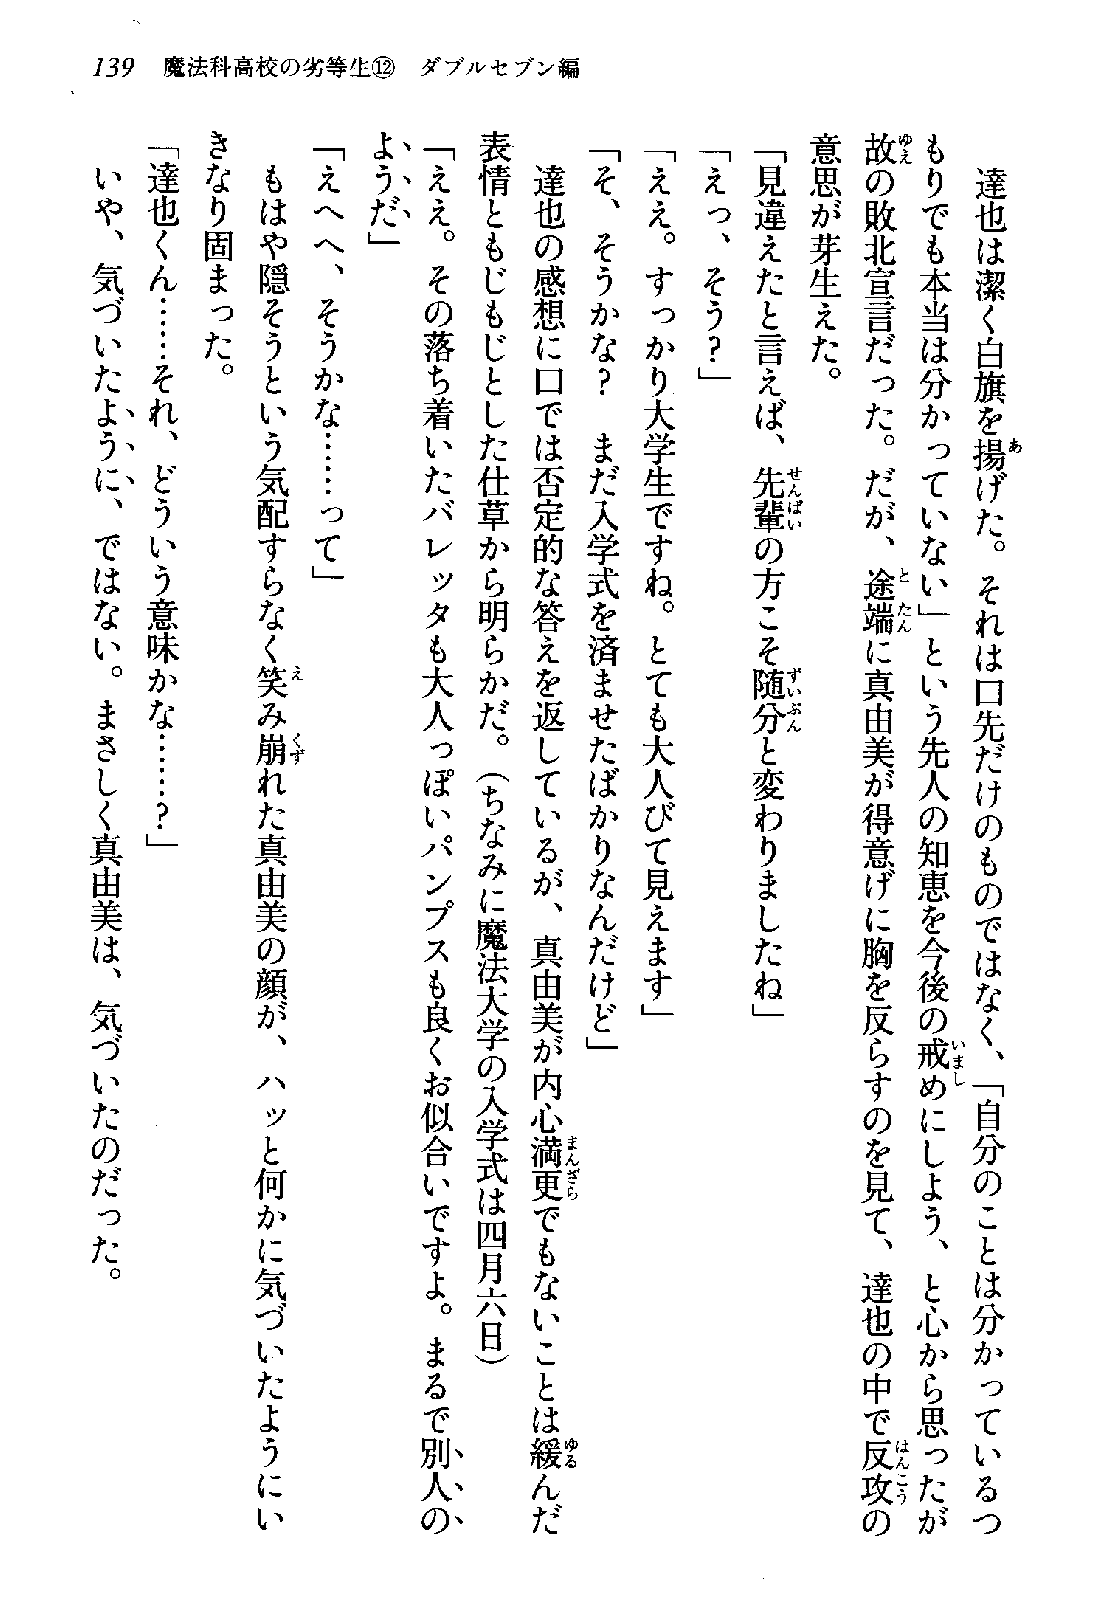 139　魔法科高校の劣等生⑫　ダブルセブン編
　達也は潔く白旗を揚げた。それは口先だけのものではなく、「自分のことは分かっているつ
もりでも本当は分かっていない」という先人の知恵を今後の戒めにしよう、と心から思ったが
故の敗北宣言だった。だが、途端に真由美が得意げに胸を反らすのを見て、達也の中で反攻の
意思が芽生えた。
「見違えたと言えば、先輩の方こそ随分と変わりましたね」
「えっ、そう？」
「ええ。すっかり大学生ですね。とても大人びて見えます」
「そ、そうかな？　まだ入学式を済ませたばかりなんだけど」
　達也の感想に口では否定的な答えを返しているが、真由美が内心満更でもないことは緩んだ
表情ともじもじとした仕草から明らかだ。（ちなみに魔法大学の入学式は四月六日）
「ええ。その落ち着いたバレッタも大人っぽいパンプスも良くお似合いですよ。まるで別人の
ようだ」
「えへへ、そうかな……って」
　もはや隠そうという気配すらなく笑み崩れた真由美の顔が、ハッと何かに気づいたようにい
きなり固まった。
「達也くん……それ、どういう意味かな……？」
　いや、気づいたように、ではない。まさしく真由美は、気づいたのだった。